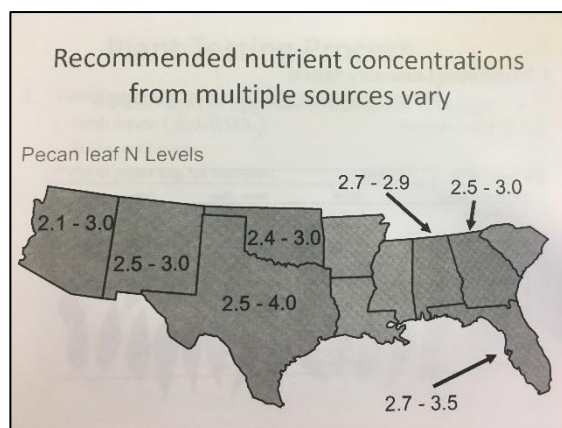 Recommended nutrient concentrations
from multiple sources vary
Pecan leaf N Levels
2.7 - 2.9
2.5 - 3.0
2.1 - 3.0
2.4 - 3.0
2.5 - 3.0
2.5 - 4.0
2.7 - 3.5